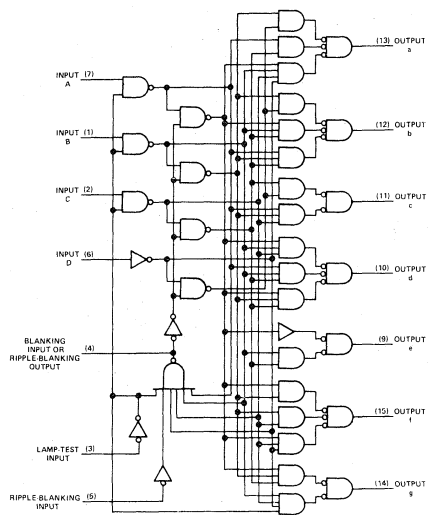 (13) OUTPUT
a
INPUT (7)
A
(12) OUTPUT
b
INPUT (1)
B
INPUT (2)
C
(11) OUTPUT
c
INPUT (6)
D
(10) OUTPUT
d
BLANKING
INPUT OR (4)
RIPPLE-BLANKING
OUTPUT
(9) OUTPUT
e
(15) OUTPUT
f
LAMP-TEST (3)
INPUT
(14) OUTPUT
g
RIPPLE-BLANKING (5)
INPUT